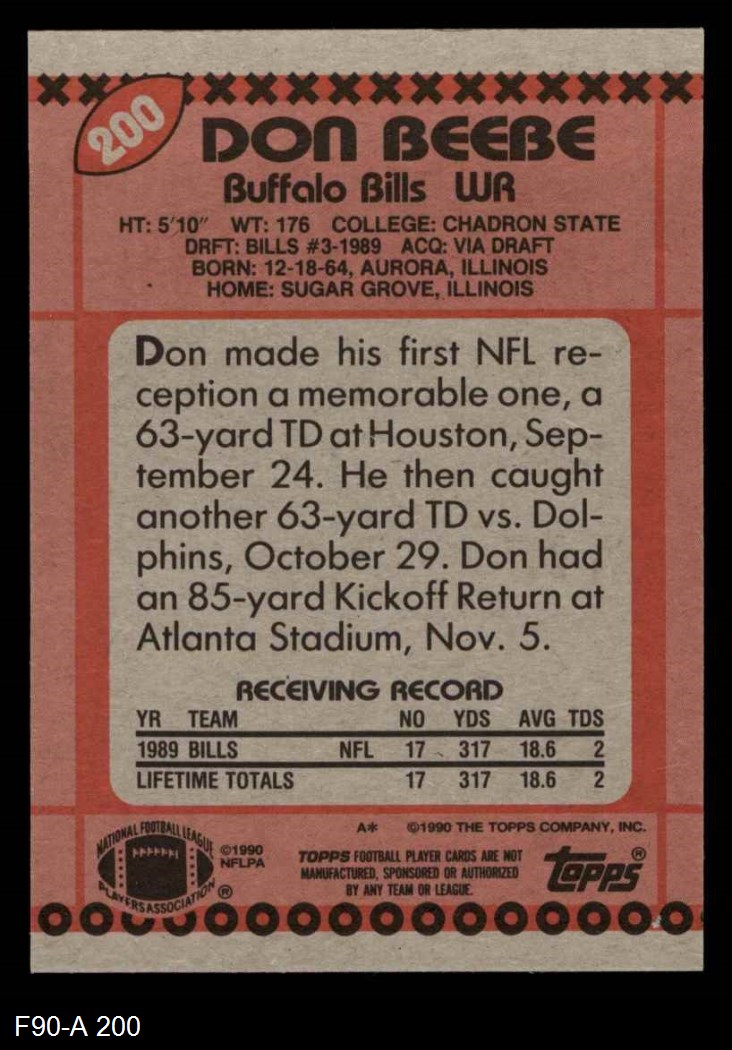 200
DON BEEBE
Buffalo Bills WR
HT: 5'10" WT: 176 COLLEGE: CHADRON STATE
DRFT: BILLS #3-1989 ACQ: VIA DRAFT
BORN: 12-18-64, AURORA, ILLINOIS
HOME: SUGAR GROVE, ILLINOIS
Don made his first NFL re-
ception a memorable one, a
63-yard TD at Houston, Sep-
tember 24. He then caught
another 63-yard TD vs. Dol-
phins, October 29. Don had
an 85-yard Kickoff Return at
Atlanta Stadium, Nov. 5.
RECEIVING RECORD
YR TEAM NO YDS AVG TDS
1989 BILLS NFL 17 317 18.6 2
LIFETIME TOTALS 17 317 18.6 2
A* ©1990 THE TOPPS COMPANY, INC.
NATIONAL FOOTBALL LEAGUE
PLAYERS ASSOCIATION ®
©1990
NFLPA
TOPPS FOOTBALL PLAYER CARDS ARE NOT
MANUFACTURED, SPONSORED OR AUTHORIZED
BY ANY TEAM OR LEAGUE.
topps®
F90-A 200